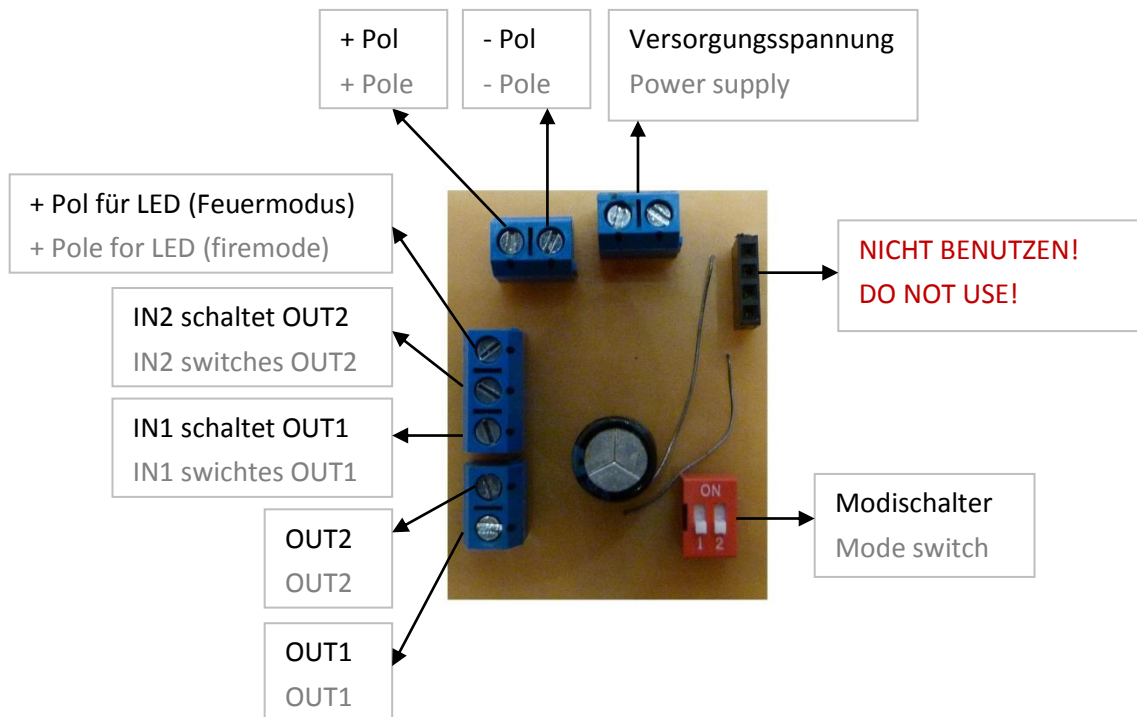 + Pol
+ Pole
- Pol
- Pole
Versorgungsspannung
Power supply
+ Pol für LED (Feuermodus)
+ Pole for LED (firemode)
NICHT BENUTZEN!
DO NOT USE!
IN2 schaltet OUT2
IN2 switches OUT2
IN1 schaltet OUT1
IN1 swichtes OUT1
ON
1 2
Modischalter
Mode switch
OUT2
OUT2
OUT1
OUT1